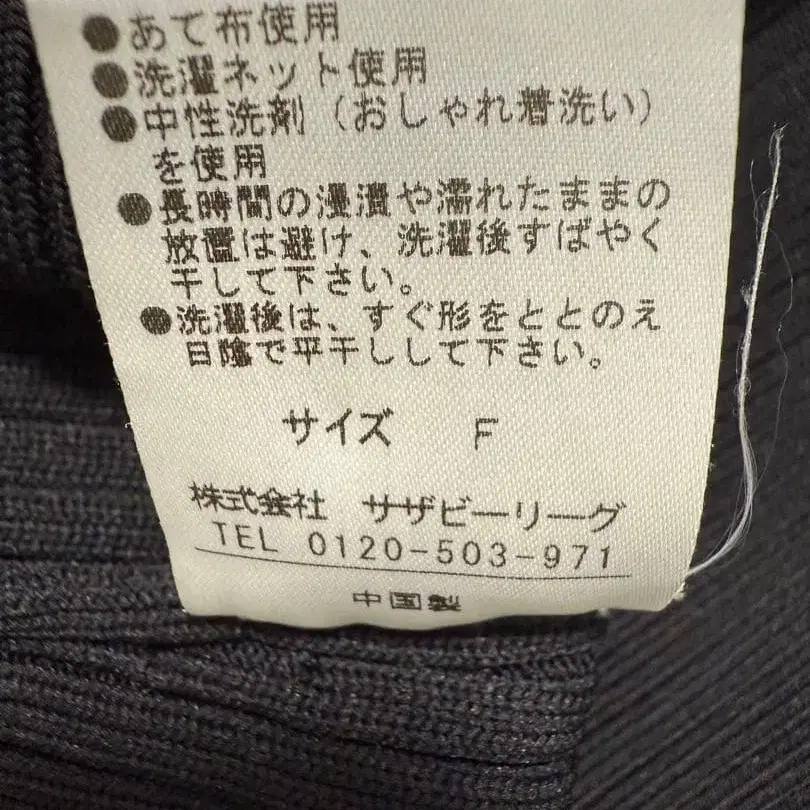 ●あて布使用
●洗濯ネット使用
●中性洗剤（おしゃれ着洗い）
を使用
●長時間の浸漬や濡れたままの
放置は避け、洗濯後すばやく
干して下さい。
●洗濯後は、すぐ形をととのえ
日陰で平干しして下さい。
サイズ F
株式会社 サザビーリーグ
TEL 0120-503-971
中国製